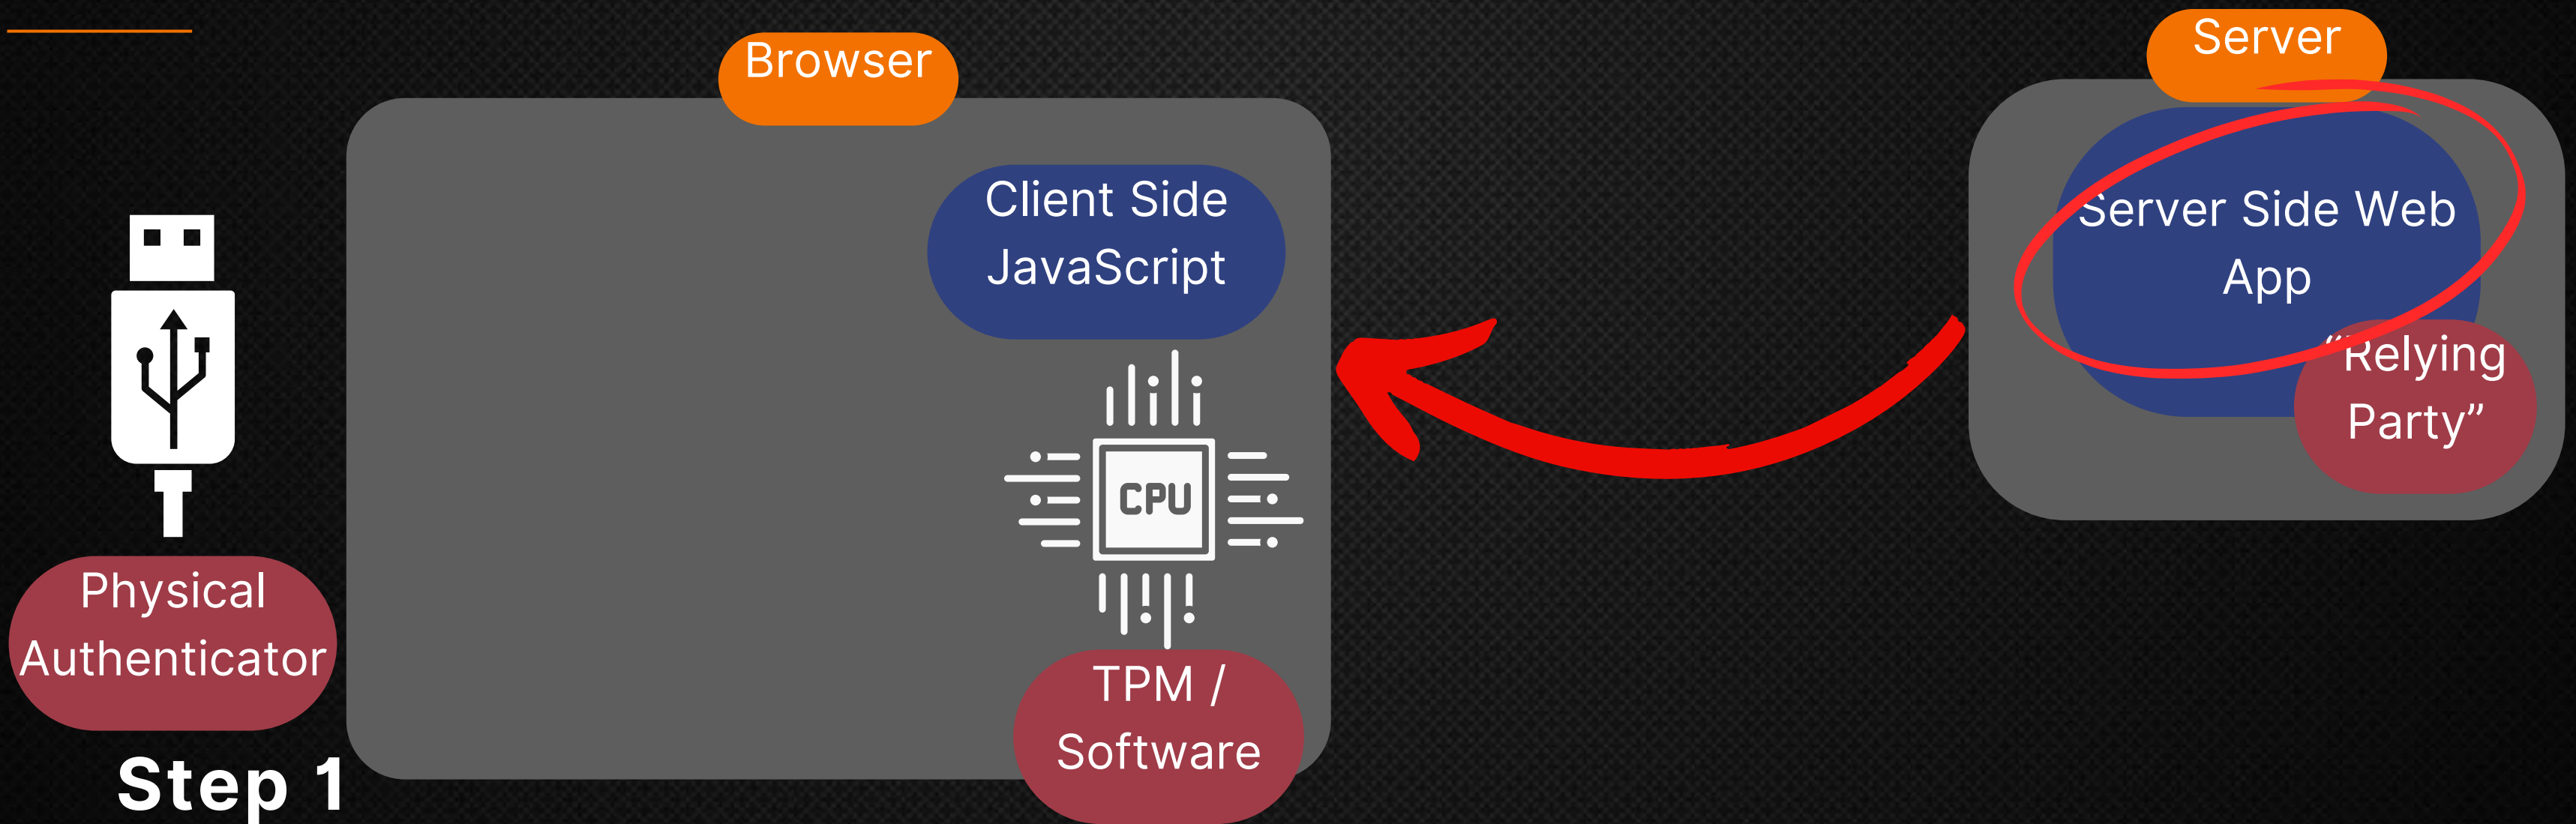 Browser
Server
Client Side
JavaScript
Server Side Web
App
“Relying
Party”
CPU
Physical
Authenticator
TPM /
Software
Step 1